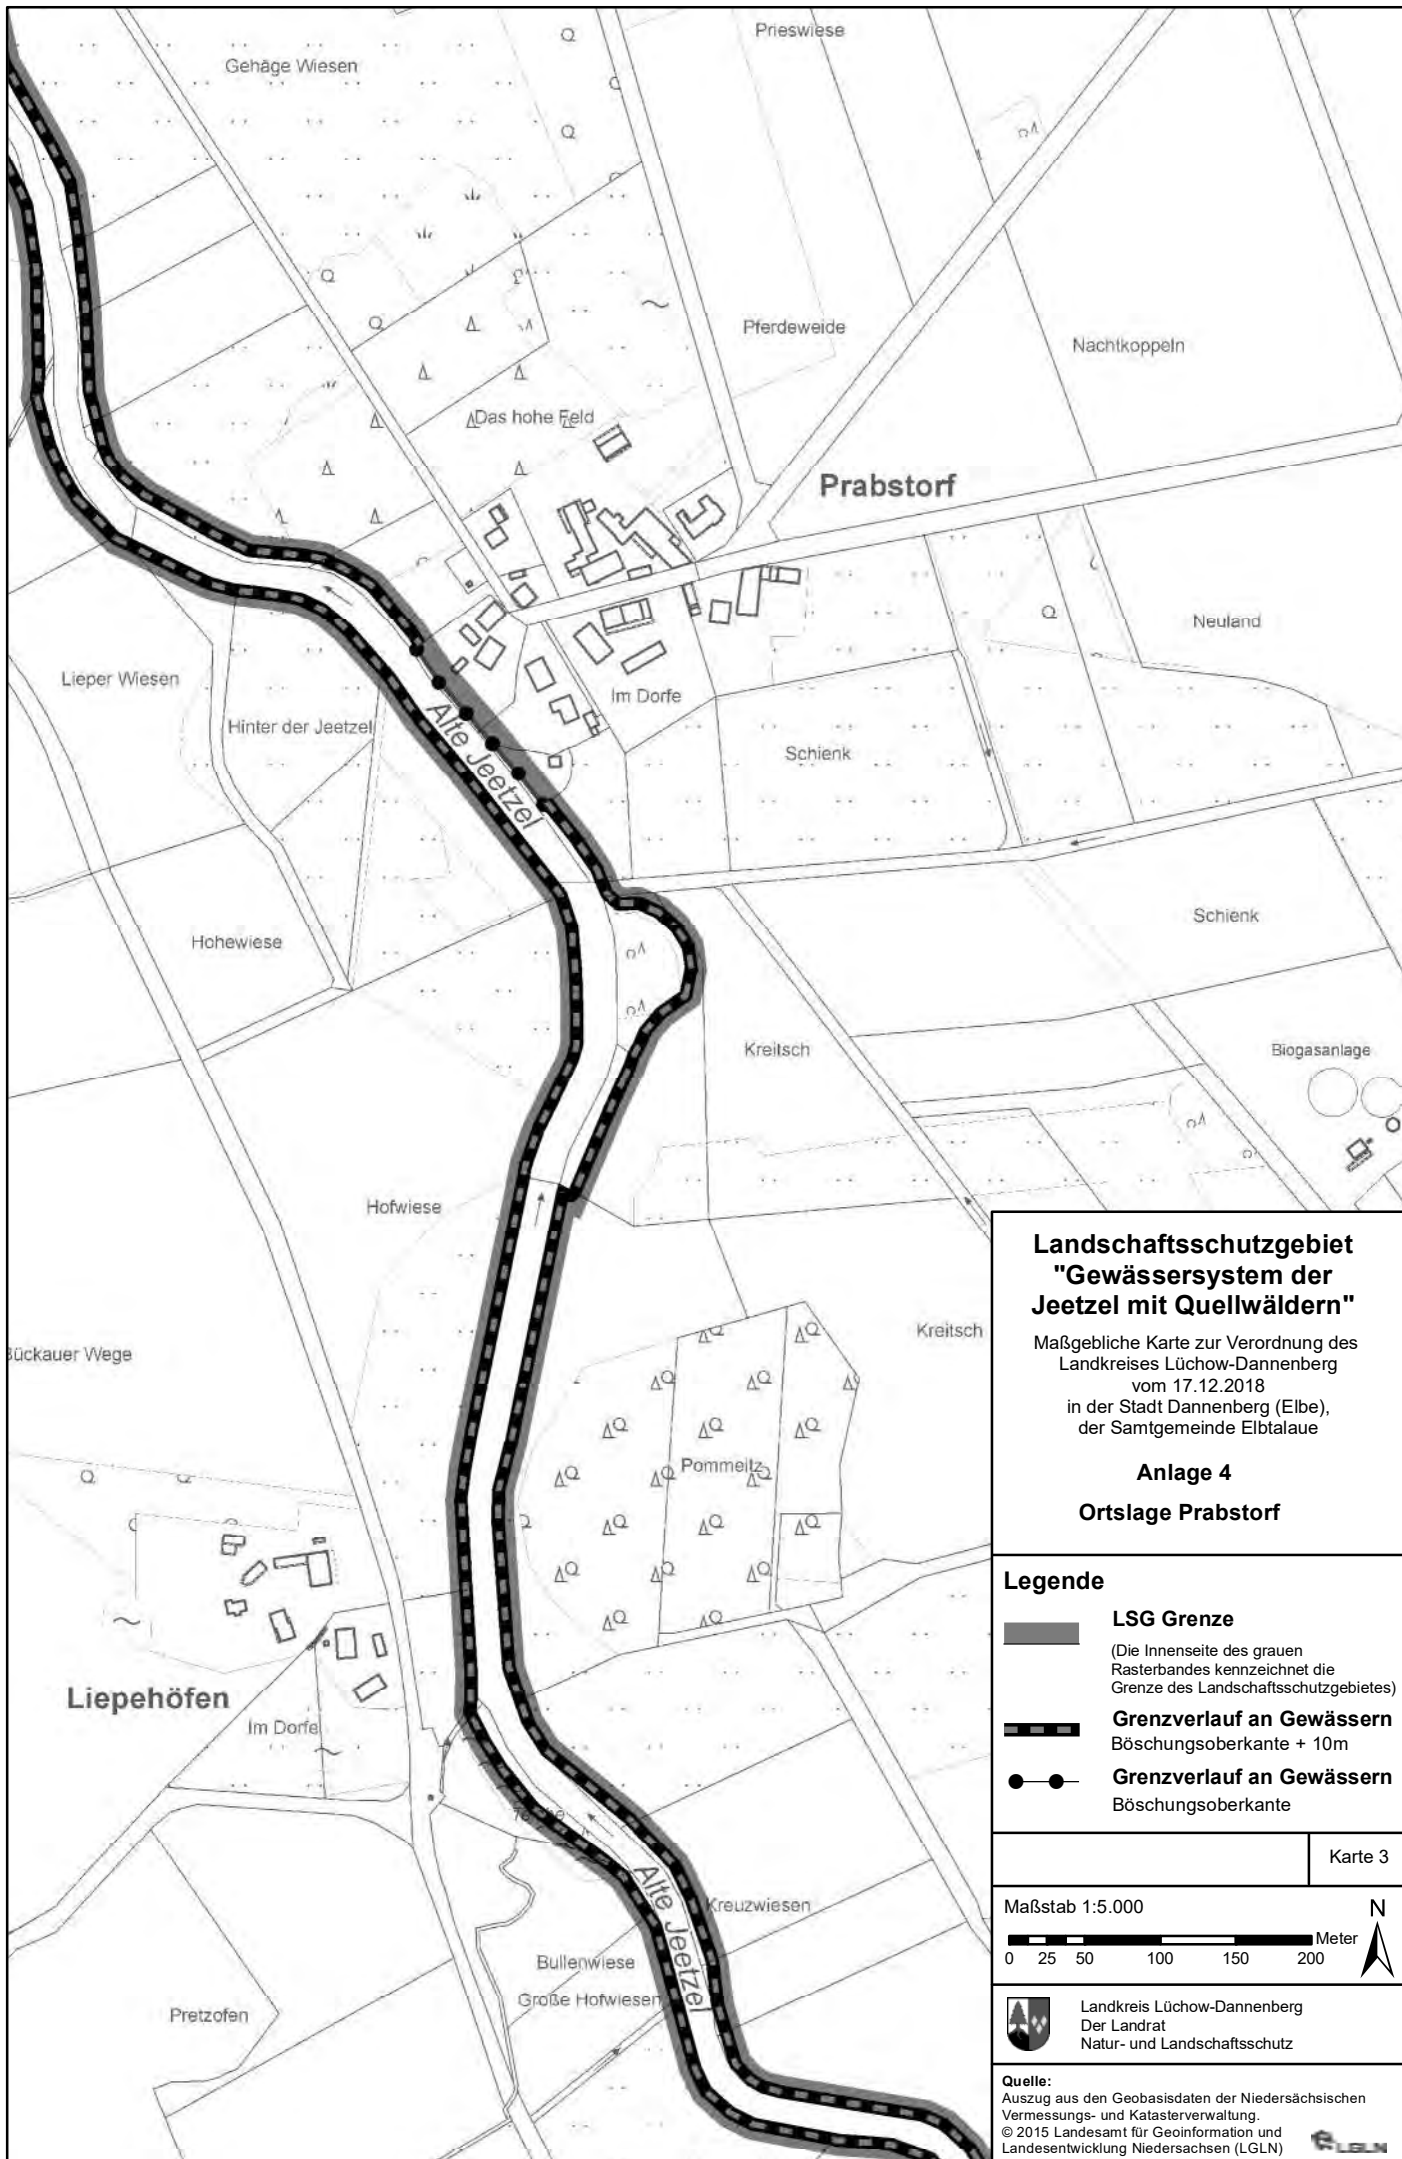 Prieswiese
Gehäge Wiesen
Pferdeweide
Nachtkoppeln
Das hohe Feld
Prabstorf
Neuland
Lieper Wiesen
Im Dorfe
Hinter der Jeetzel
Alte Jeetzel
Schienk
Schienk
Hohewiese
Kreitsch
Biogasanlage
Hofwiese
Kreitsch
Bückauer Wege
Pommeitz
Liepehöfen
Im Dorfe
Alte Jeetzel
Kreuzwiesen
Bullenwiese
Große Hofwiesen
Pretzofen
Landschaftsschutzgebiet
"Gewässersystem der
Jeetzel mit Quellwäldern"
Maßgebliche Karte zur Verordnung des
Landkreises Lüchow-Dannenberg
vom 17.12.2018
in der Stadt Dannenberg (Elbe),
der Samtgemeinde Elbtalaue
Anlage 4
Ortslage Prabstorf
Legende
LSG Grenze
(Die Innenseite des grauen
Rasterbandes kennzeichnet die
Grenze des Landschaftsschutzgebietes)
Grenzverlauf an Gewässern
Böschungsoberkante + 10m
Grenzverlauf an Gewässern
Böschungsoberkante
Karte 3
Maßstab 1:5.000
N
Meter
0 25 50 100 150 200
Landkreis Lüchow-Dannenberg
Der Landrat
Natur- und Landschaftsschutz
Quelle:
Auszug aus den Geobasisdaten der Niedersächsischen
Vermessungs- und Katasterverwaltung.
© 2015 Landesamt für Geoinformation und
Landesentwicklung Niedersachsen (LGLN)
LGLN